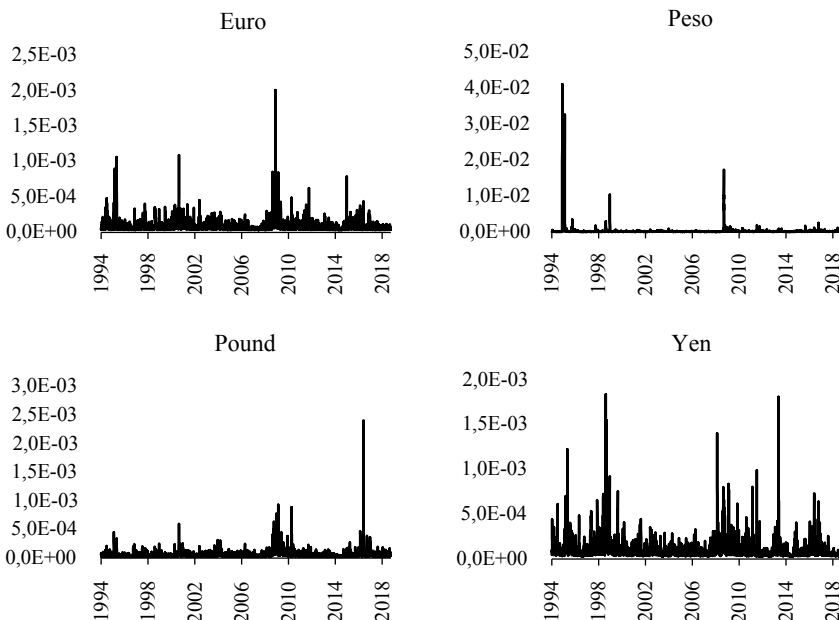 Euro
2,5E-03
2,0E-03
1,5E-03
1,0E-03
5,0E-04
0,0E+00
1994
1998
2002
2006
2010
2014
2018
Peso
5,0E-02
4,0E-02
3,0E-02
2,0E-02
1,0E-02
0,0E+00
1994
1998
2002
2006
2010
2014
2018
Pound
3,0E-03
2,5E-03
2,0E-03
1,5E-03
1,0E-03
5,0E-04
0,0E+00
1994
1998
2002
2006
2010
2014
2018
Yen
2,0E-03
1,5E-03
1,0E-03
5,0E-04
0,0E+00
1994
1998
2002
2006
2010
2014
2018